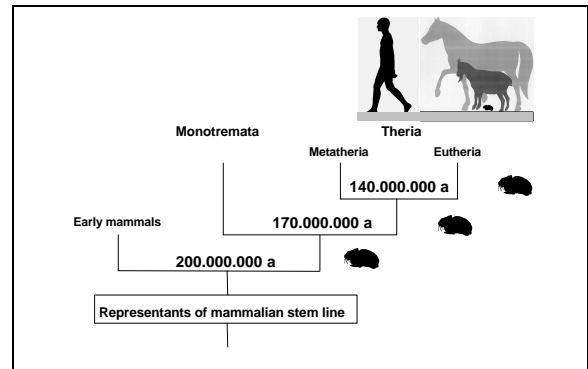 Monotremata Theria
Metatheria Eutheria
140.000.000 a
Early mammals 170.000.000 a
200.000.000 a
Representants of mammalian stem line